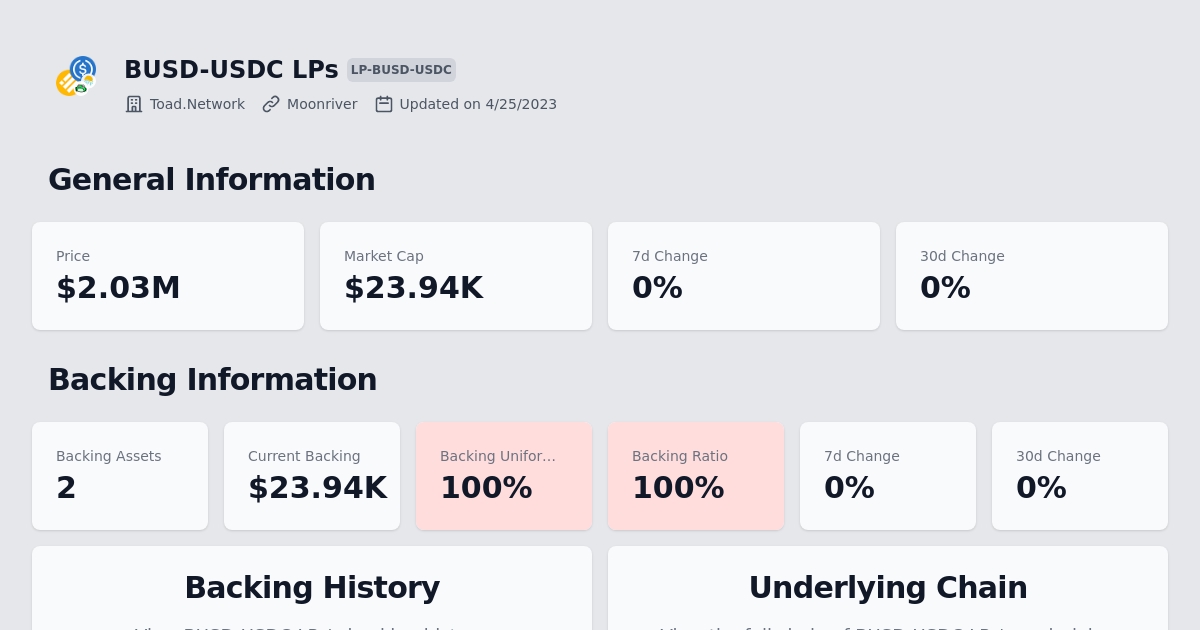 BUSD-USDC LPs LP-BUSD-USDC
Toad.Network Moonriver Updated on 4/25/2023
General Information
Price Market Cap 7d Change 30d Change
$2.03M $23.94K 0% 0%
Backing Information
Backing Assets Current Backing Backing Unifor... Backing Ratio 7d Change 30d Change
2 $23.94K 100% 100% 0% 0%
Backing History Underlying Chain